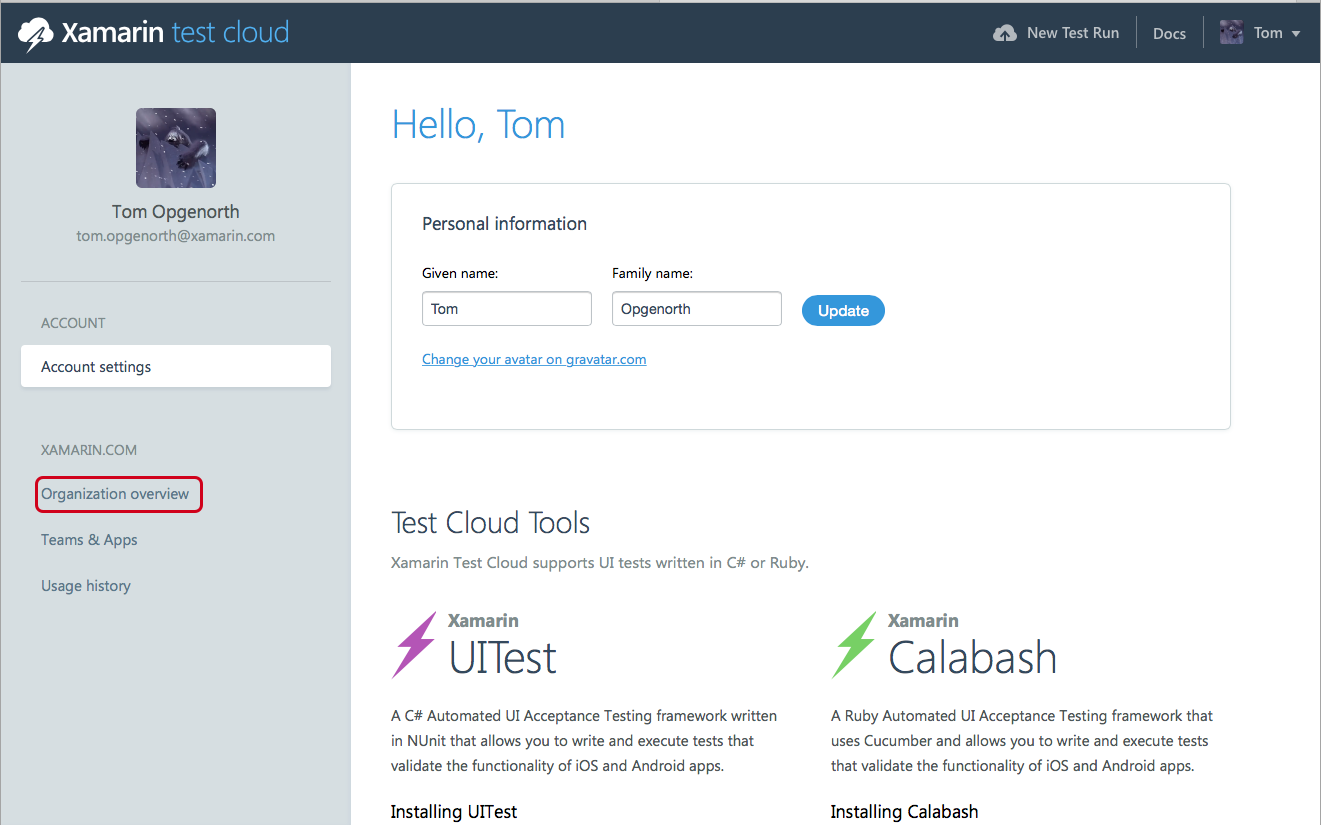 Xamarin test cloud
New Test Run
Docs
Tom
Tom Opgenorth
tom.opgenorth@xamarin.com
ACCOUNT
Account settings
XAMARIN.COM
Organization overview
Teams & Apps
Usage history
Hello, Tom
Personal information
Given name:
Family name:
Tom
Opgenorth
Update
Change your avatar on gravatar.com
Test Cloud Tools
Xamarin Test Cloud supports UI tests written in C# or Ruby.
Xamarin
UITest
A C# Automated UI Acceptance Testing framework written
in NUnit that allows you to write and execute tests that
validate the functionality of iOS and Android apps.
Installing UITest
Xamarin
Calabash
A Ruby Automated UI Acceptance Testing framework that
uses Cucumber and allows you to write and execute tests
that validate the functionality of iOS and Android apps.
Installing Calabash